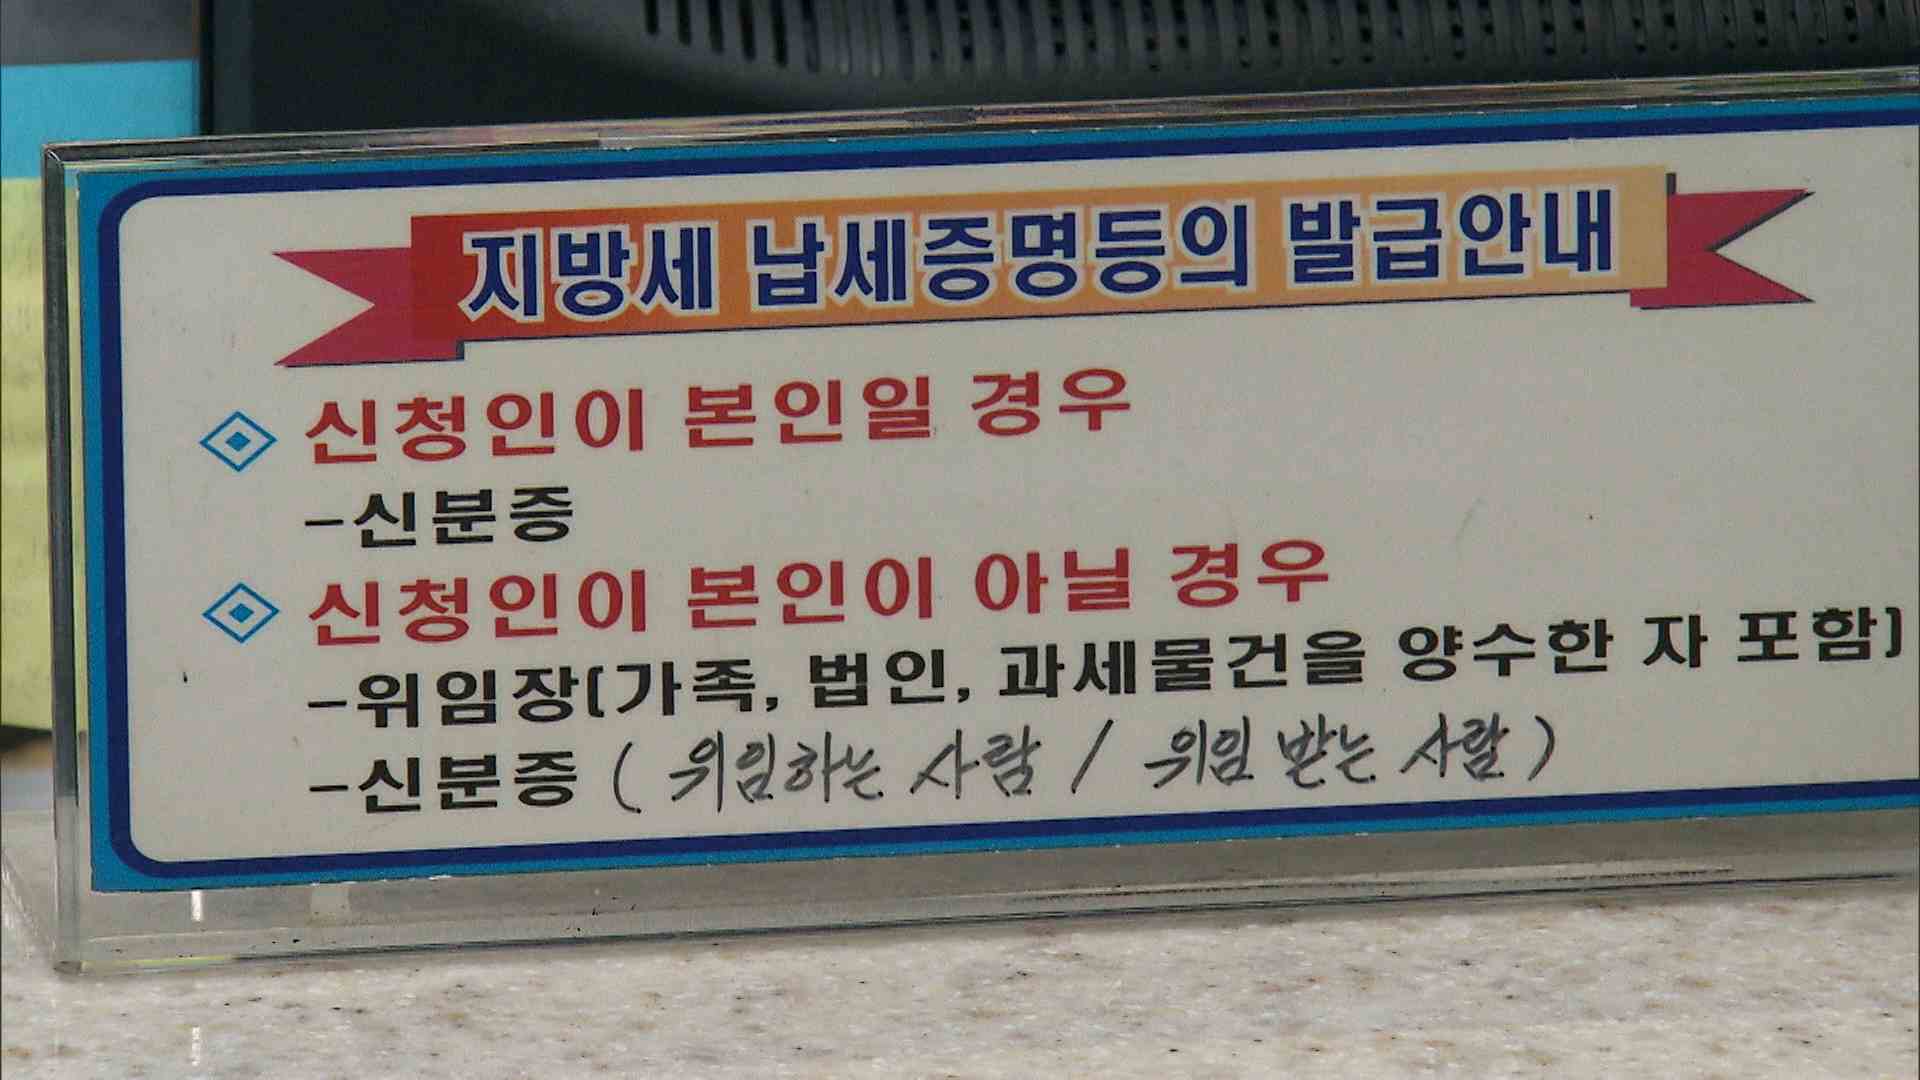 지방세 납세증명등의 발급안내
신청인이 본인일 경우
-신분증
신청인이 본인이 아닐 경우
-위임장(가족, 법인, 과세물건을 양수한 자 포함)
-신분증 ( 위임하는 사람 / 위임 받는 사람 )